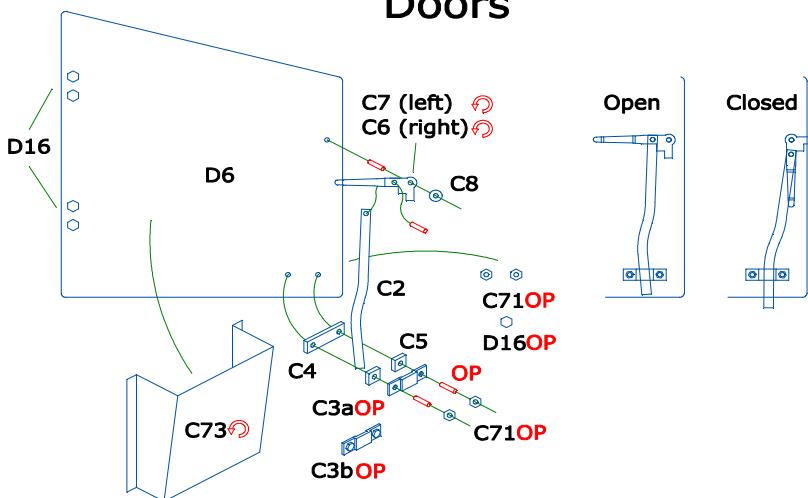 Doors
C7 (left)
C6 (right)
Open
Closed
D16
D6
C8
C2
C71OP
D16OP
C5
C4
OP
C3aOP
C73
C71OP
C3bOP